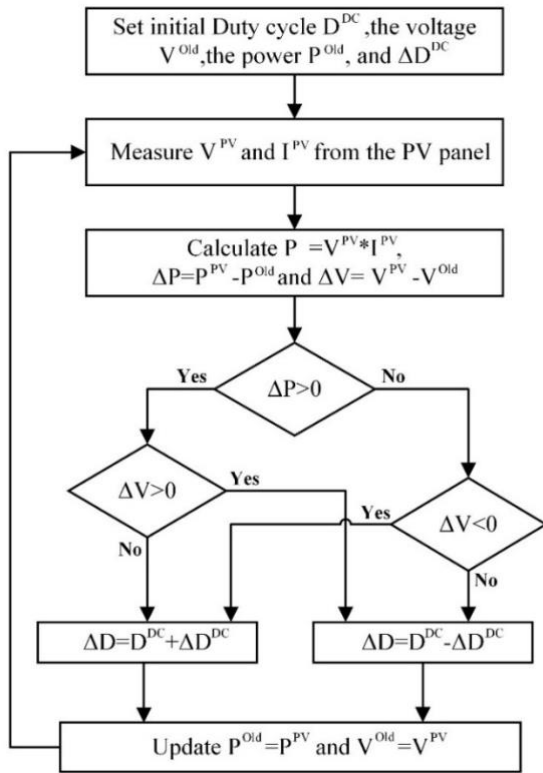 Set initial Duty cycle D^DC ,the voltage
V^Old,the power P^Old, and ΔD^DC
Measure V^PV and I^PV from the PV panel
Calculate P =V^PV*I^PV,
ΔP=P^PV-P^Old and ΔV= V^PV -V^Old
Yes
ΔP>0
No
ΔV>0
Yes
Yes
ΔV<0
No
No
ΔD=D^DC+ΔD^DC
ΔD=D^DC-ΔD^DC
Update P^Old=P^PV and V^Old=V^PV